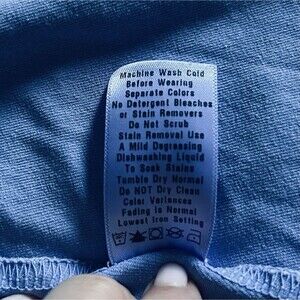 Machine Wash Cold
Before Wearing
Separate Colors
No Detergent Bleaches
or Stain Removers
Do Not Scrub
Stain Removal Use
A Mild Degreasing
Dishwashing Liquid
To Soak Stains
Tumble Dry Normal
Do NOT Dry Clean
Color Variances
Fading is Normal
Lowest Iron Setting